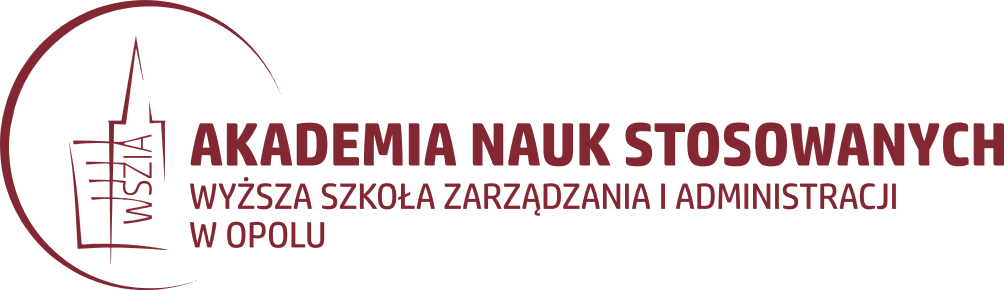 WSZIA
AKADEMIA NAUK STOSOWANYCH
WYŻSZA SZKOŁA ZARZĄDZANIA I ADMINISTRACJI
W OPOLU